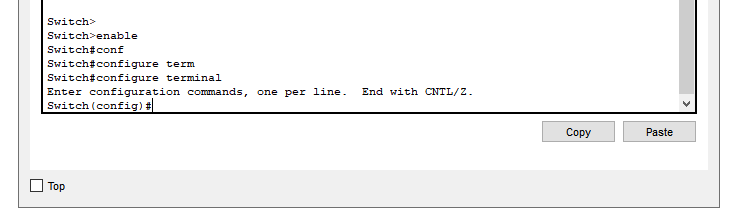 Switch>
Switch>enable
Switch#conf
Switch#configure term
Switch#configure terminal
Enter configuration commands, one per line.  End with CNTL/Z.
Switch(config)#
Copy Paste
Top